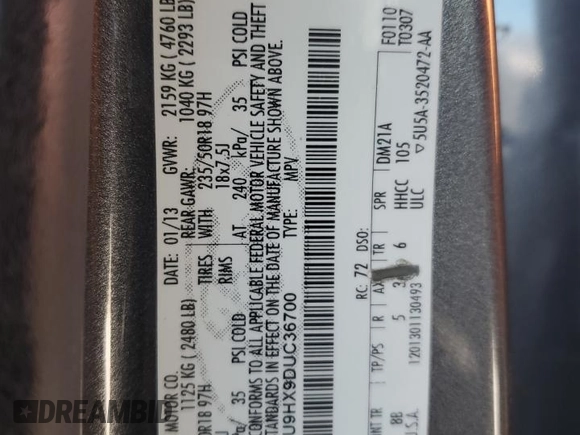 MOTOR CO. DATE: 01/13 GVWR: 2159 KG ( 4760 LB
1125 KG ( 2480 LB) REAR GAWR: 1040 KG ( 2293 LB)
50R18 97H TIRES WITH 235/50R18 97H
RIMS 18x7.5J
kPa/ 35 PSI COLD AT 240 kPa/ 35 PSI COLD
CONFORMS TO ALL APPLICABLE FEDERAL MOTOR VEHICLE SAFETY AND THEFT
STANDARDS IN EFFECT ON THE DATE OF MANUFACTURE SHOWN ABOVE.
U9HX9DUC36700 TYPE: MPV
F0110
T0307
RC: 72 DSO:
INT TR TP/PS R AX TR SPR DM21A
8B 5 6 HHCC 105
U.S.A. 1201301130493 ULC ▽ 5U5A-3520472-AA
DREAMBID